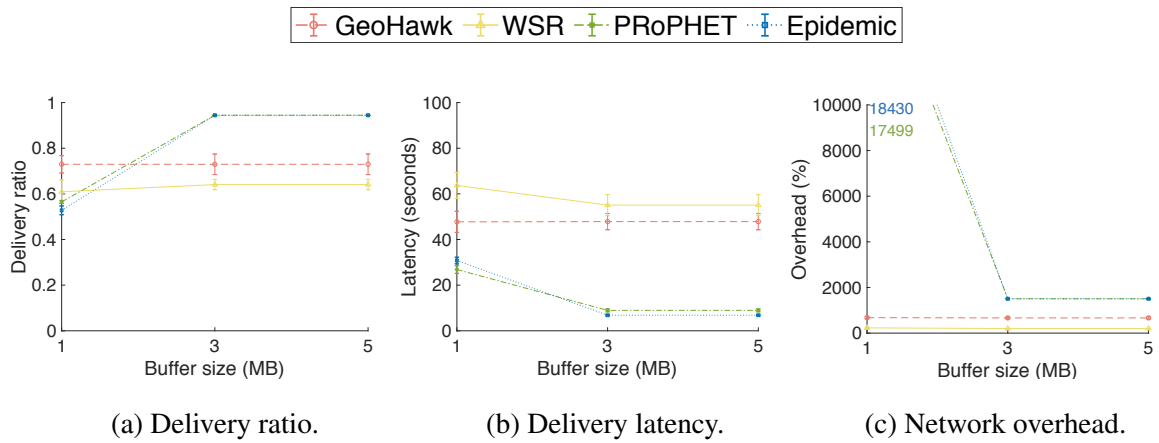 GeoHawk WSR PRoPHET Epidemic
1
0.8
0.6
0.4
0.2
0
Delivery ratio
1 3 5
Buffer size (MB)
(a) Delivery ratio.
100
80
60
40
20
0
Latency (seconds)
1 3 5
Buffer size (MB)
(b) Delivery latency.
10000
8000
6000
4000
2000
0
Overhead (%)
18430
17499
1 3 5
Buffer size (MB)
(c) Network overhead.